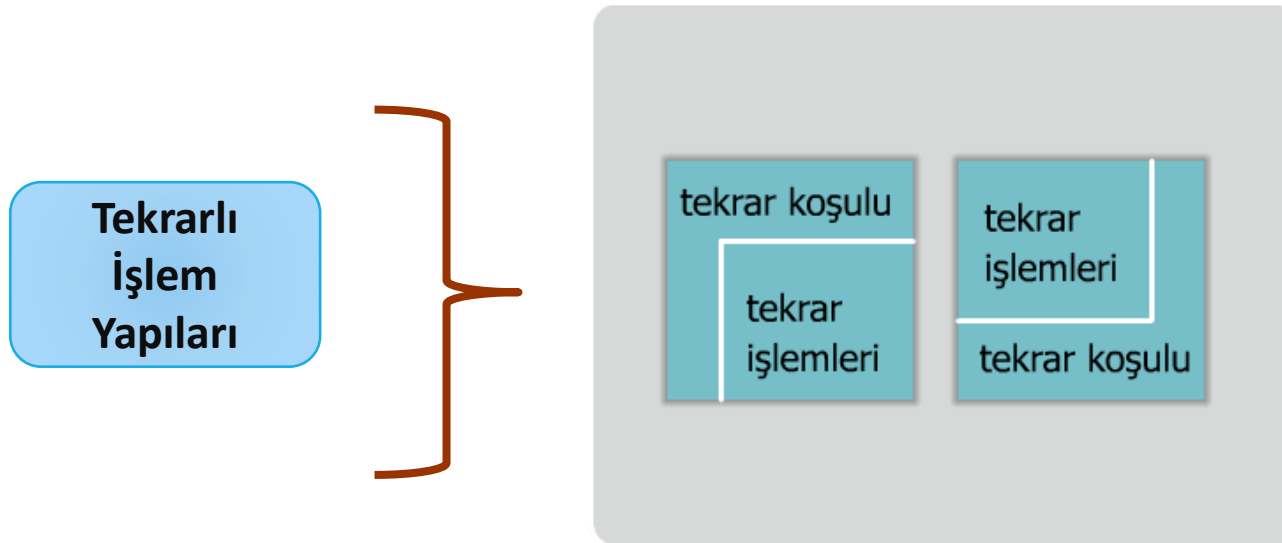 Tekrarlı
İşlem
Yapıları
tekrar koşulu
tekrar
işlemleri
tekrar
işlemleri
tekrar koşulu